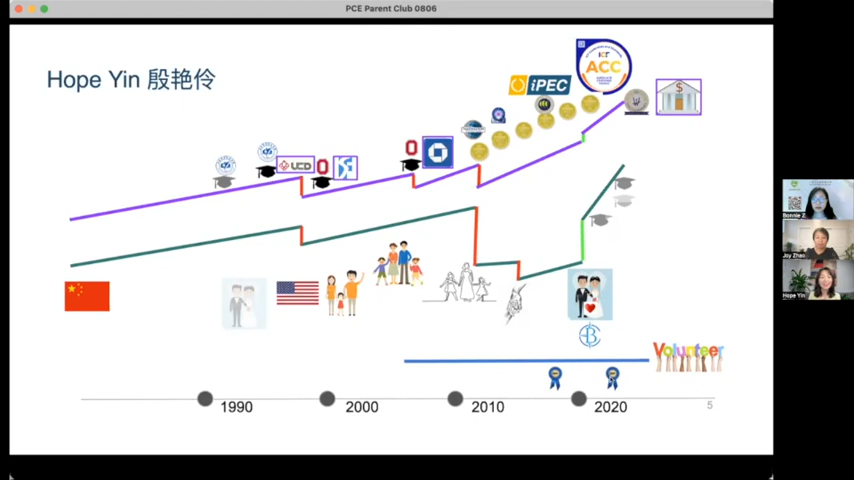 PCE Parent Club 0806
Hope Yin 殷艳伶
iPEC
ACC
UCD
Volunteer
1990
2000
2010
2020
5
Bonnie Z.
Joy Zhao
Hope Yin